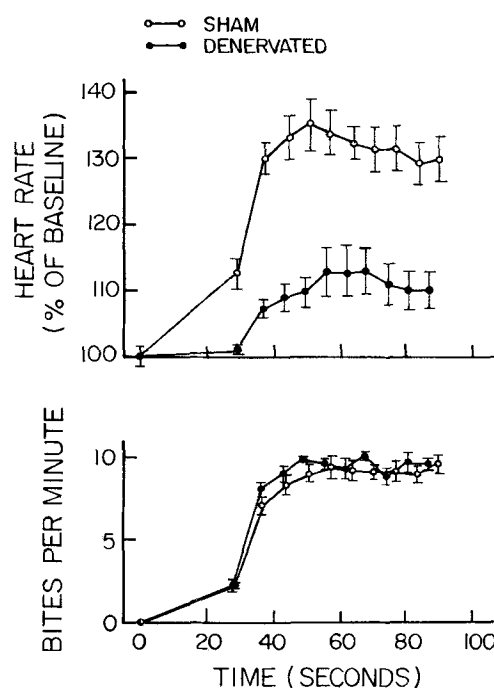 SHAM
DENERVATED
HEART RATE
(% OF BASELINE)
140
130
120
110
100
BITES PER MINUTE
10
5
0
0 20 40 60 80 100
TIME (SECONDS)